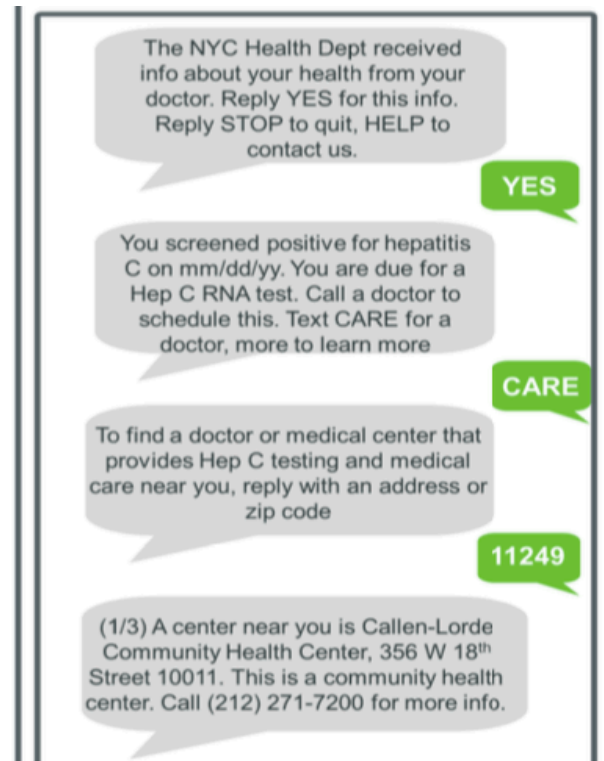 The NYC Health Dept received
info about your health from your
doctor. Reply YES for this info.
Reply STOP to quit, HELP to
contact us.
YES
You screened positive for hepatitis
C on mm/dd/yy. You are due for a
Hep C RNA test. Call a doctor to
schedule this. Text CARE for a
doctor, more to learn more
CARE
To find a doctor or medical center that
provides Hep C testing and medical
care near you, reply with an address or
zip code
11249
(1/3) A center near you is Callen-Lorde
Community Health Center, 356 W 18th
Street 10011. This is a community health
center. Call (212) 271-7200 for more info.